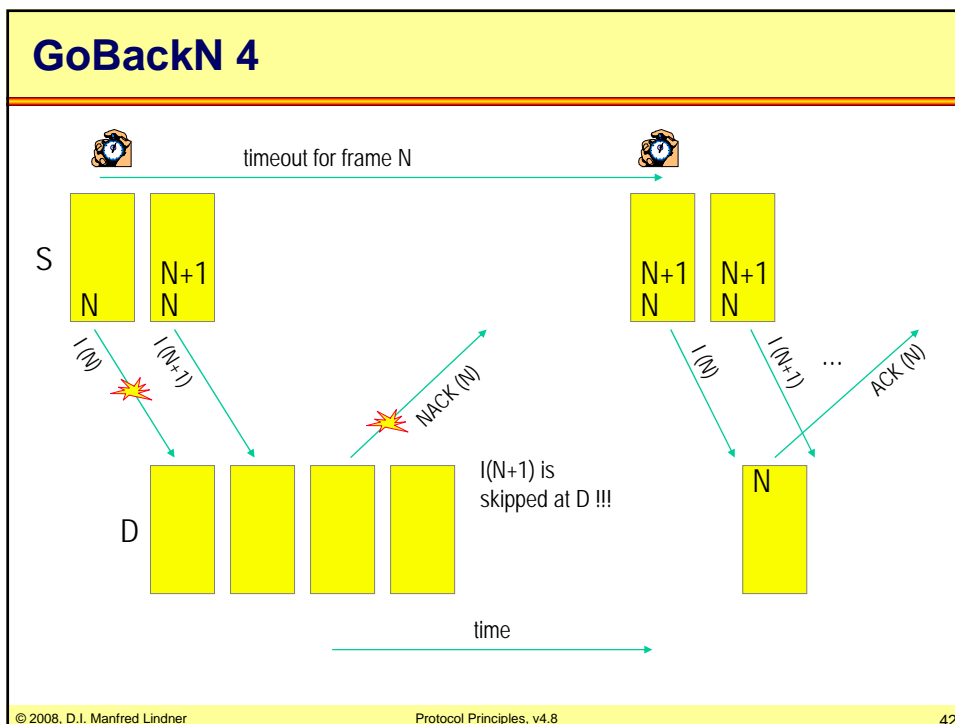 GoBackN 4
timeout for frame N
S
N
N+1
N
N+1
N
N+1
N
I (N)
I(N+1)
NACK (N)
I (N)
I(N+1)
...
ACK (N)
I(N+1) is
skipped at D !!!
D
N
time
© 2008, D.I. Manfred Lindner
Protocol Principles, v4.8
42